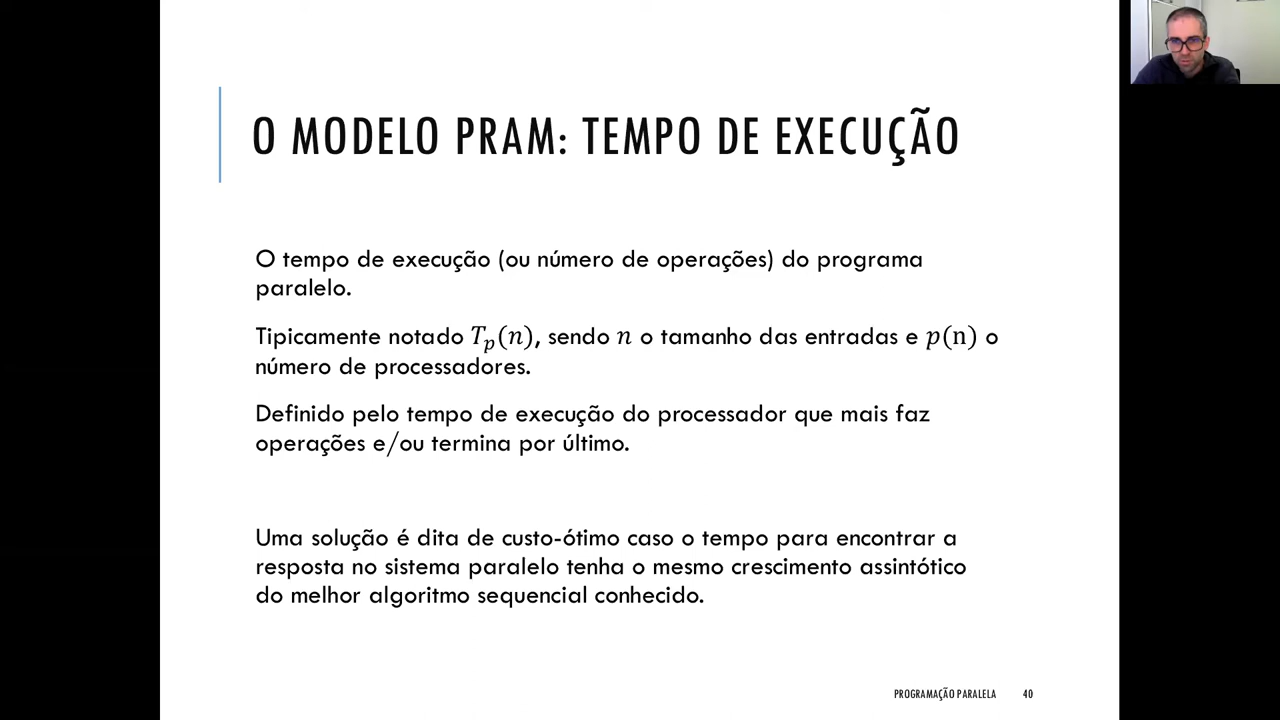 O MODELO PRAM: TEMPO DE EXECUÇÃO
O tempo de execução (ou número de operações) do programa
paralelo.
Tipicamente notado Tₚ(n), sendo n o tamanho das entradas e p(n) o
número de processadores.
Definido pelo tempo de execução do processador que mais faz
operações e/ou termina por último.
Uma solução é dita de custo-ótimo caso o tempo para encontrar a
resposta no sistema paralelo tenha o mesmo crescimento assintótico
do melhor algoritmo sequencial conhecido.
PROGRAMAÇÃO PARALELA 40